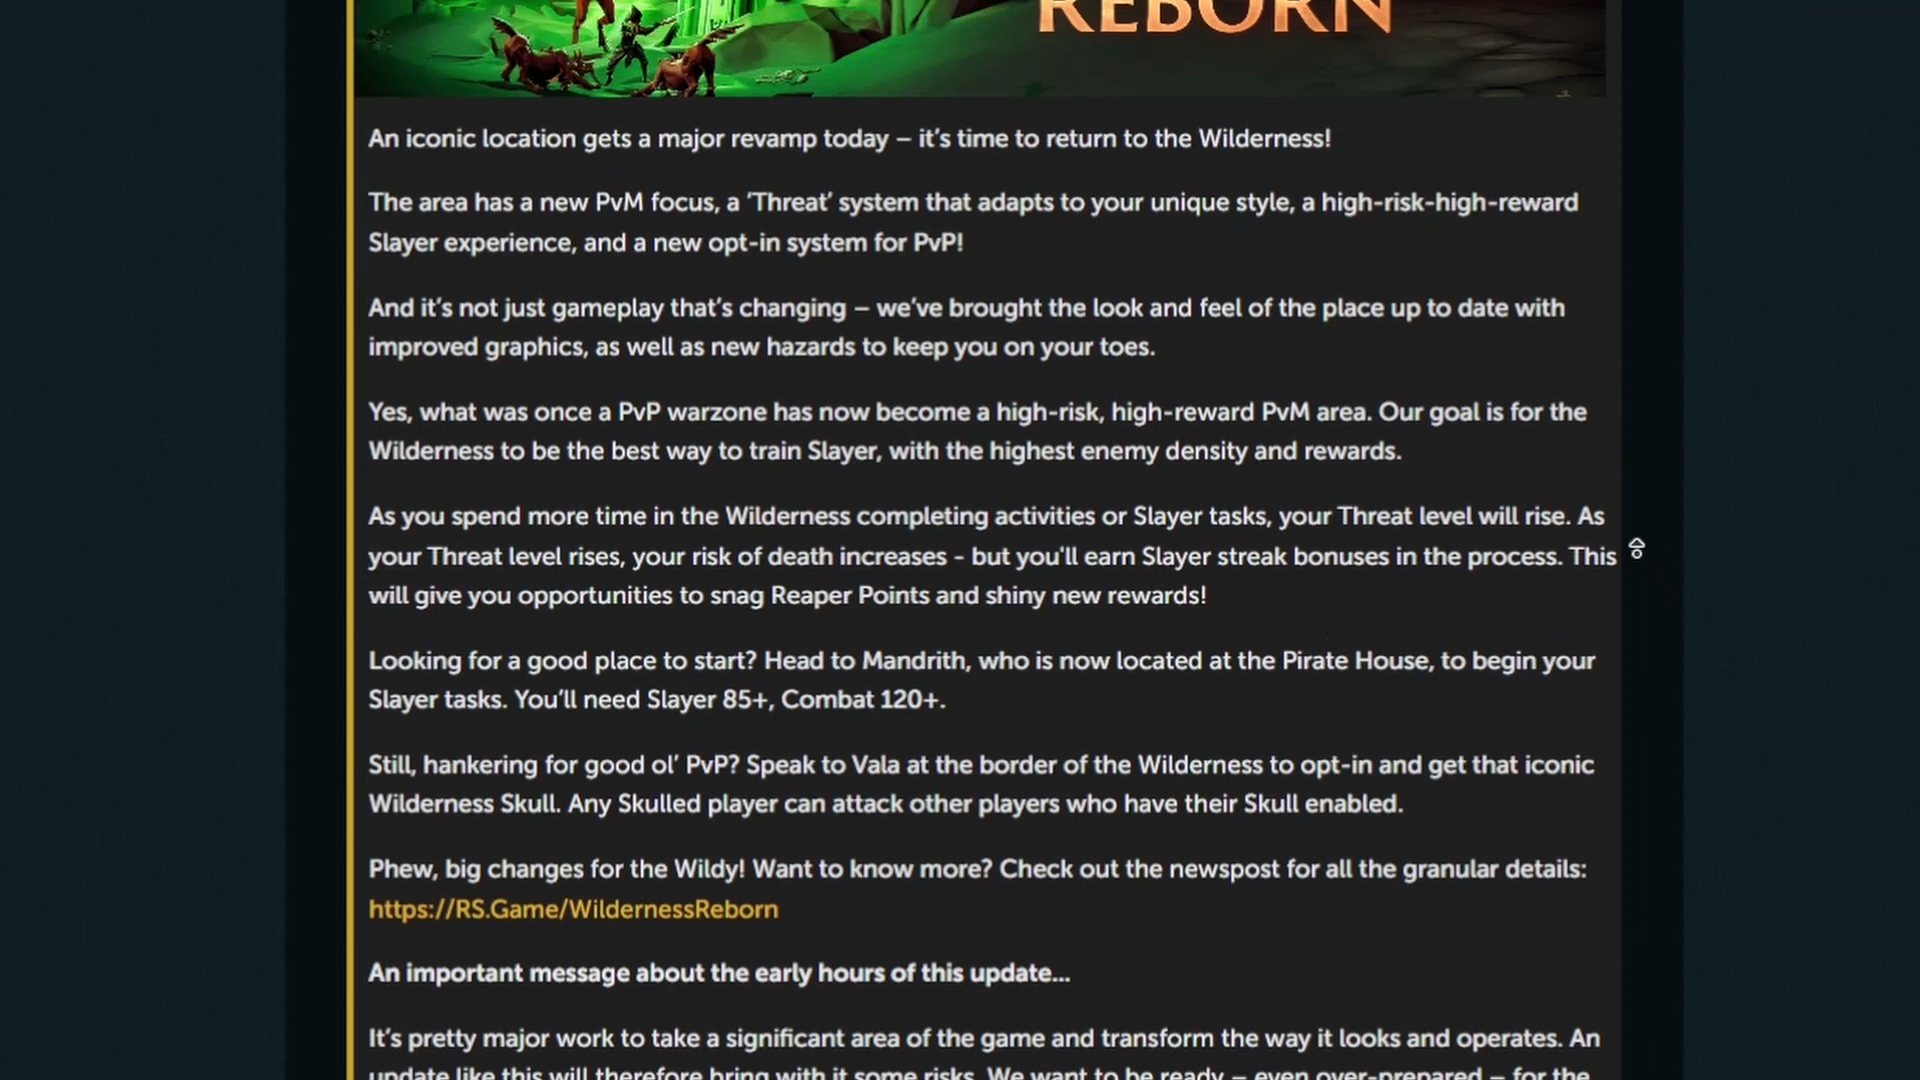 REBORN
An iconic location gets a major revamp today – it’s time to return to the Wilderness!
The area has a new PvM focus, a ‘Threat’ system that adapts to your unique style, a high-risk-high-reward
Slayer experience, and a new opt-in system for PvP!
And it’s not just gameplay that’s changing – we’ve brought the look and feel of the place up to date with
improved graphics, as well as new hazards to keep you on your toes.
Yes, what was once a PvP warzone has now become a high-risk, high-reward PvM area. Our goal is for the
Wilderness to be the best way to train Slayer, with the highest enemy density and rewards.
As you spend more time in the Wilderness completing activities or Slayer tasks, your Threat level will rise. As
your Threat level rises, your risk of death increases - but you'll earn Slayer streak bonuses in the process. This
will give you opportunities to snag Reaper Points and shiny new rewards!
Looking for a good place to start? Head to Mandrith, who is now located at the Pirate House, to begin your
Slayer tasks. You’ll need Slayer 85+, Combat 120+.
Still, hankering for good ol’ PvP? Speak to Vala at the border of the Wilderness to opt-in and get that iconic
Wilderness Skull. Any Skulled player can attack other players who have their Skull enabled.
Phew, big changes for the Wildy! Want to know more? Check out the newspost for all the granular details:
https://RS.Game/WildernessReborn
An important message about the early hours of this update...
It’s pretty major work to take a significant area of the game and transform the way it looks and operates. An
update like this will therefore bring with it some risks. We want to be ready – even over-prepared – for the